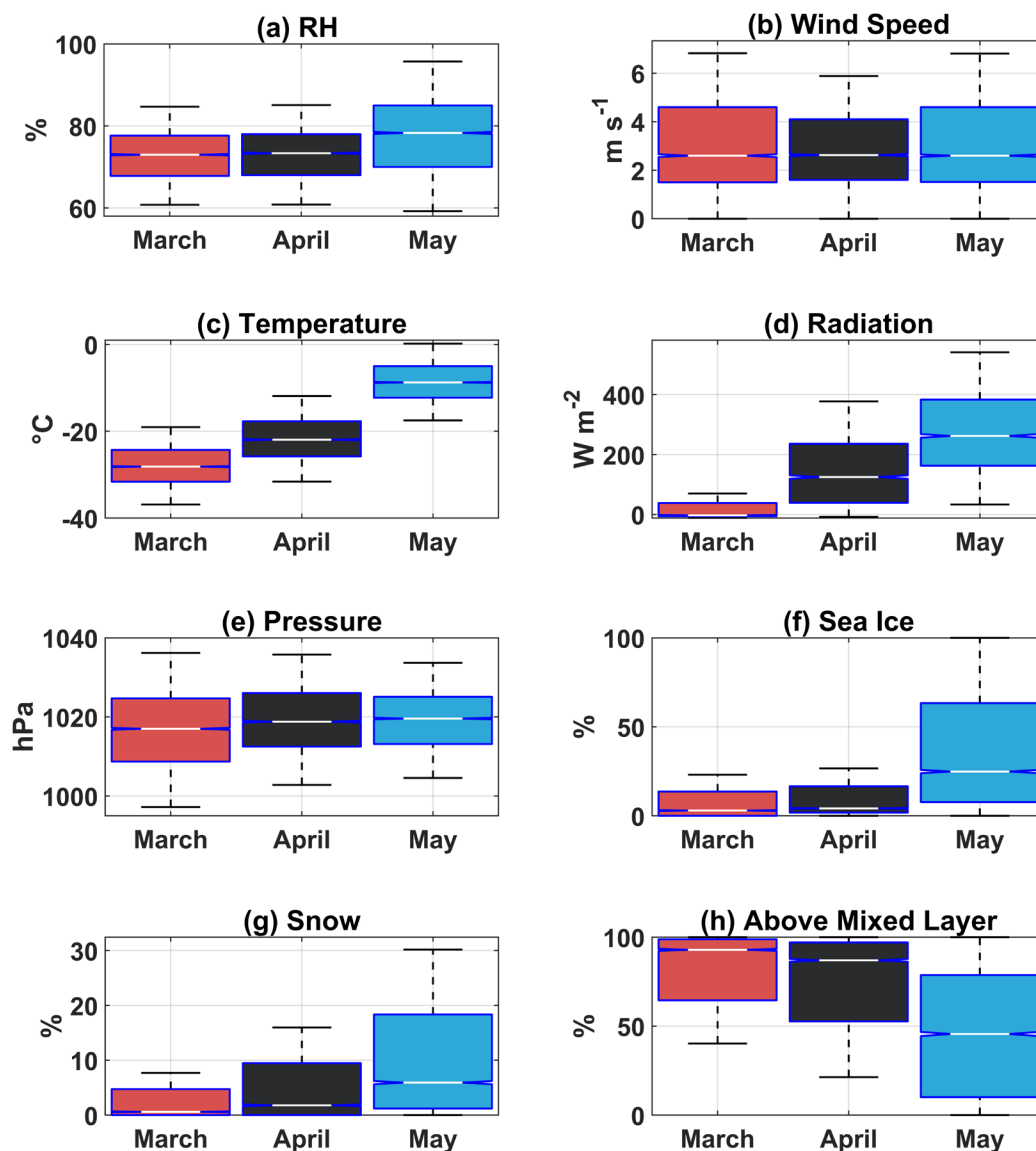 (a) RH
100
80
60
%
March April May
(b) Wind Speed
6
4
2
0
m s⁻¹
March April May
(c) Temperature
0
-20
-40
°C
March April May
(d) Radiation
400
200
0
W m⁻²
March April May
(e) Pressure
1040
1020
1000
hPa
March April May
(f) Sea Ice
100
50
0
%
March April May
(g) Snow
30
20
10
0
%
March April May
(h) Above Mixed Layer
100
50
0
%
March April May